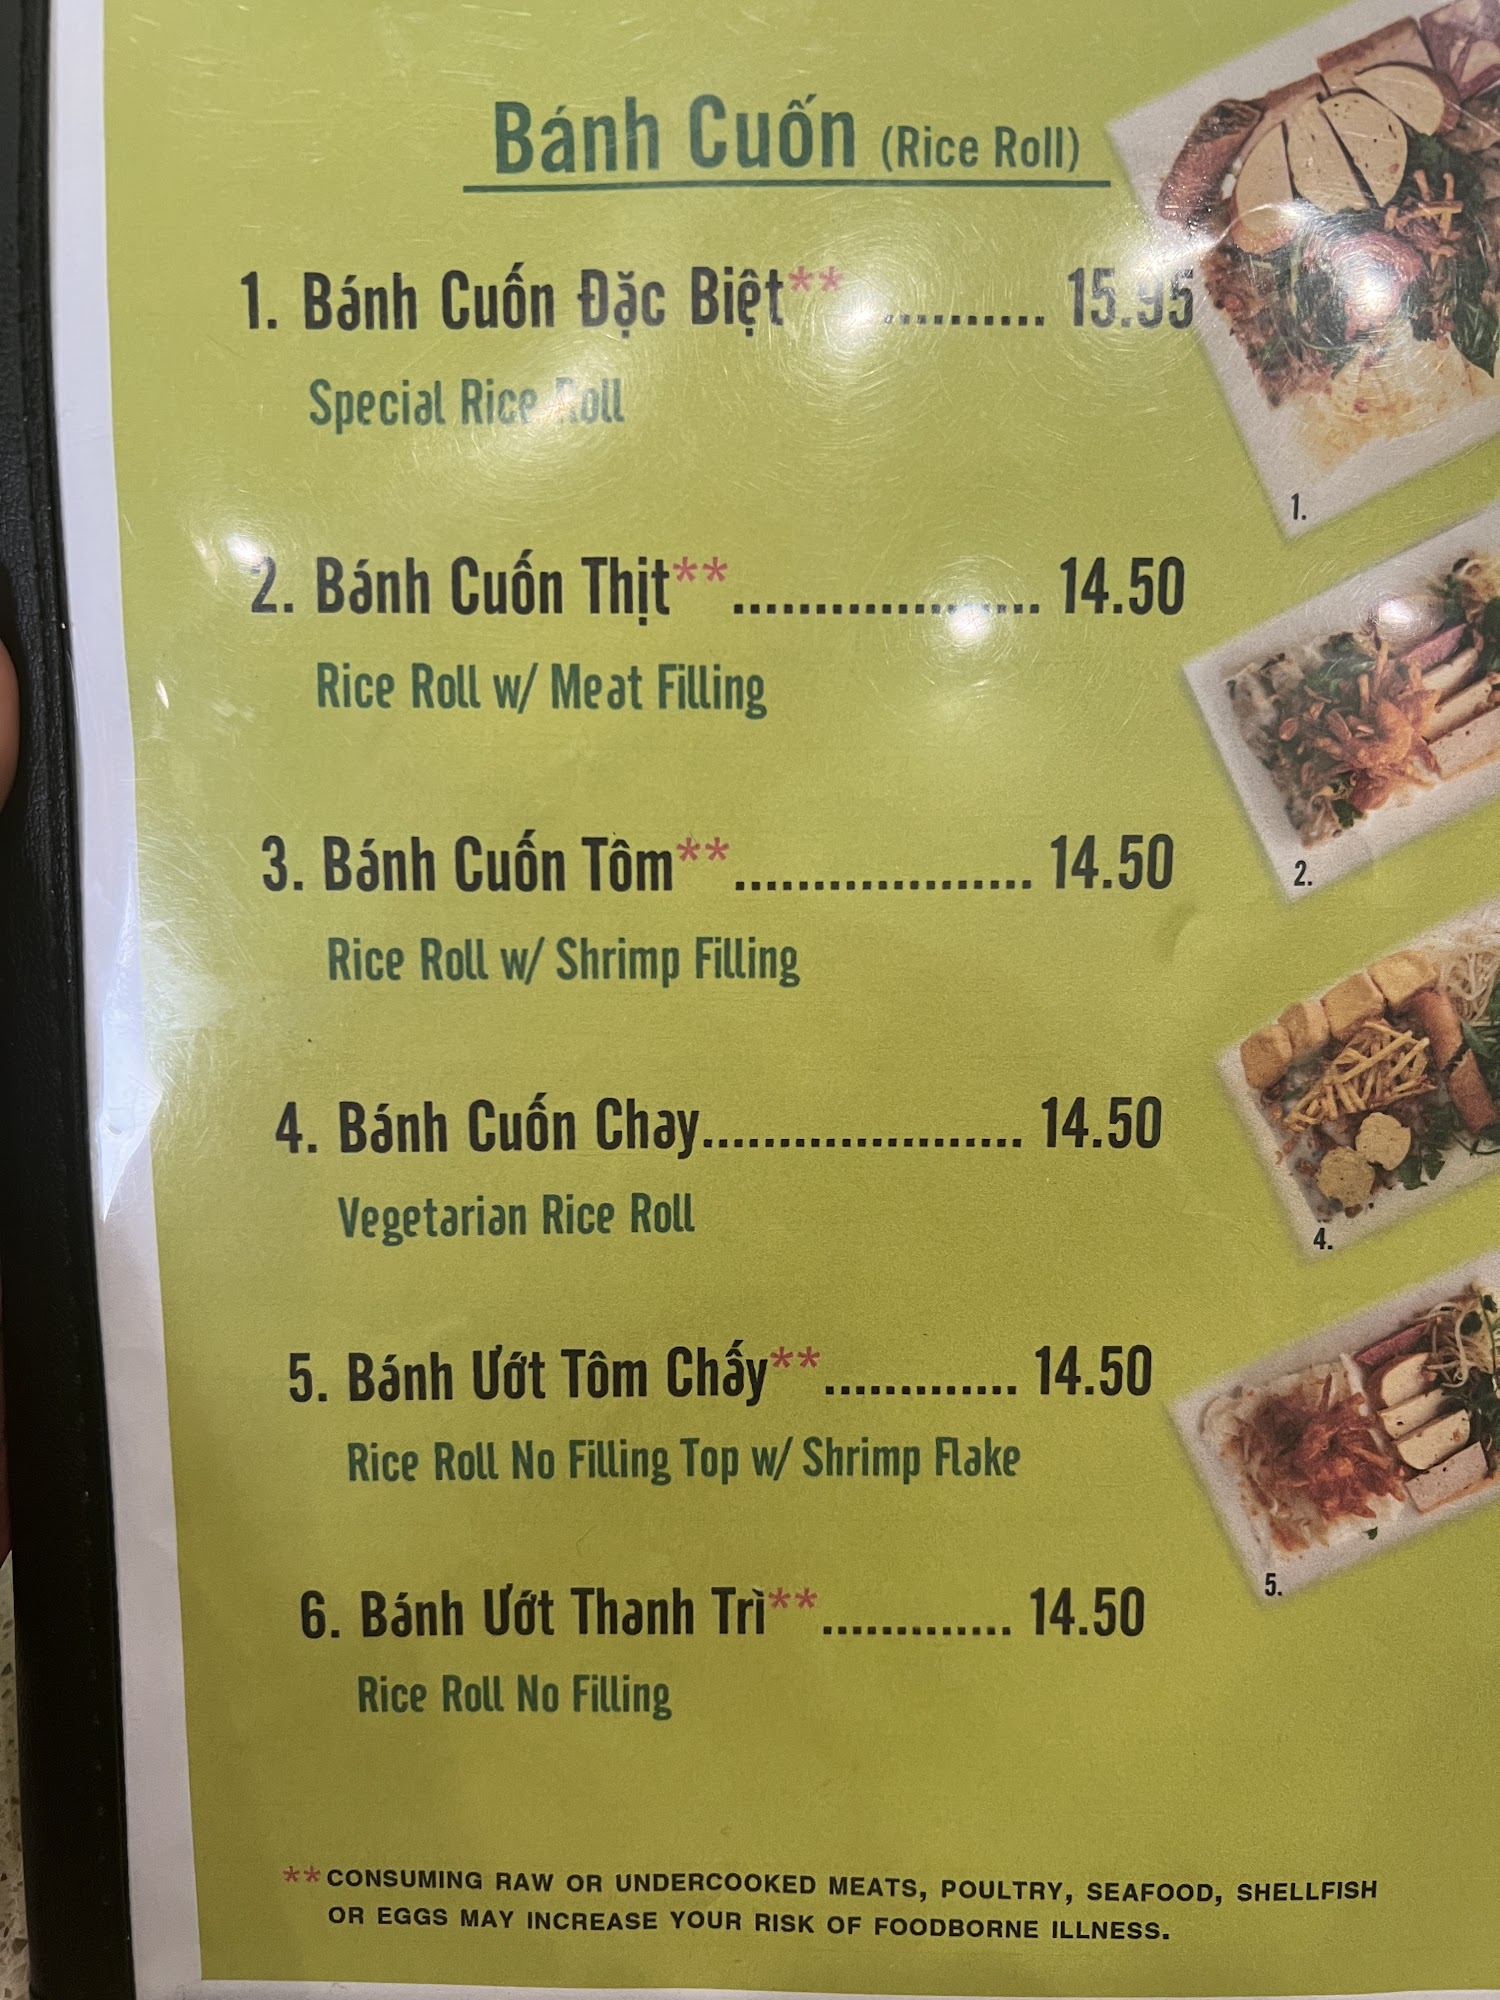 Bánh Cuốn (Rice Roll)
1. Bánh Cuốn Đặc Biệt** .......... 15.95
Special Rice Roll
1.
2. Bánh Cuốn Thịt** ................... 14.50
Rice Roll w/ Meat Filling
2.
3. Bánh Cuốn Tôm** ................... 14.50
Rice Roll w/ Shrimp Filling
4. Bánh Cuốn Chay..................... 14.50
Vegetarian Rice Roll
4.
5. Bánh Ướt Tôm Chấy** ............. 14.50
Rice Roll No Filling Top w/ Shrimp Flake
5.
6. Bánh Ướt Thanh Trì** ............. 14.50
Rice Roll No Filling
**CONSUMING RAW OR UNDERCOOKED MEATS, POULTRY, SEAFOOD, SHELLFISH
OR EGGS MAY INCREASE YOUR RISK OF FOODBORNE ILLNESS.